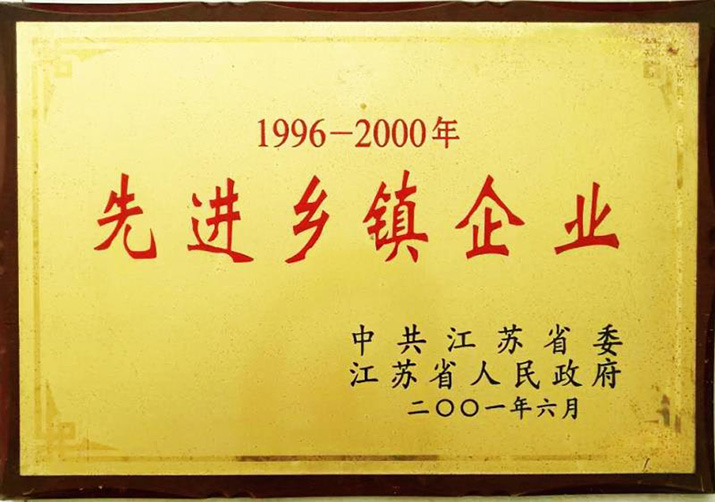 1996-2000年
先进乡镇企业
中共江苏省委
江苏省人民政府
二〇〇一年六月